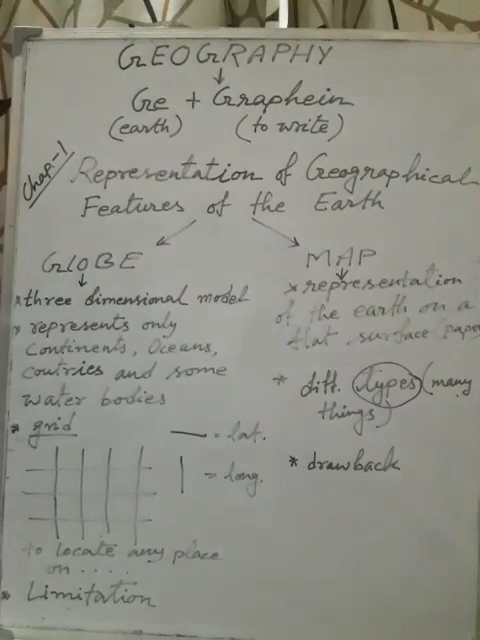 GEOGRAPHY
Ge + Graphein
(earth) (to write)
Chap.-1
Representation of Geographical
Features of the Earth
GLOBE
* three dimensional model
* represents only
Continents, Oceans,
coutries and some
water bodies
* grid
— = lat.
| = long.
to locate any place
on ....
* Limitation
MAP
* representation
of the earth on a
flat surface paper
* diff. types (many
things)
* drawback